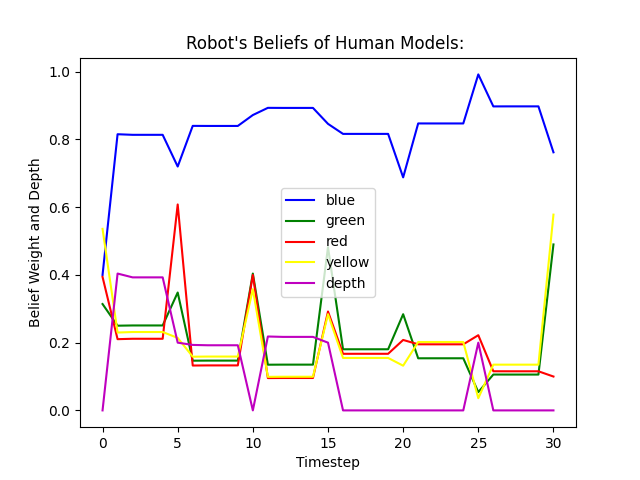 Robot's Beliefs of Human Models:
Belief Weight and Depth
1.0
0.8
0.6
0.4
0.2
0.0
blue
green
red
yellow
depth
0 5 10 15 20 25 30
Timestep